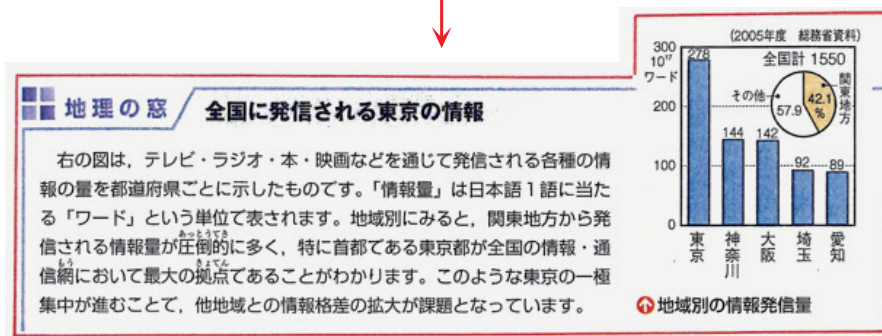 地理の窓 全国に発信される東京の情報
右の図は，テレビ・ラジオ・本・映画などを通じて発信される各種の情
報の量を都道府県ごとに示したものです。「情報量」は日本語1語に当た
る「ワード」という単位で表されます。地域別にみると，関東地方から発
あっとうてき
信される情報量が圧倒的に多く，特に首都である東京都が全国の情報・通
もう きょてん
信網において最大の拠点であることがわかります。このような東京の一極
集中が進むことで，他地域との情報格差の拡大が課題となっています。
(2005年度 総務省資料)
300
10¹⁷
ワード
200
100
0
278
144
142
92
89
全国計 1550
関東地方
42.1
%
その他
57.9
東京
神奈川
大阪
埼玉
愛知
地域別の情報発信量